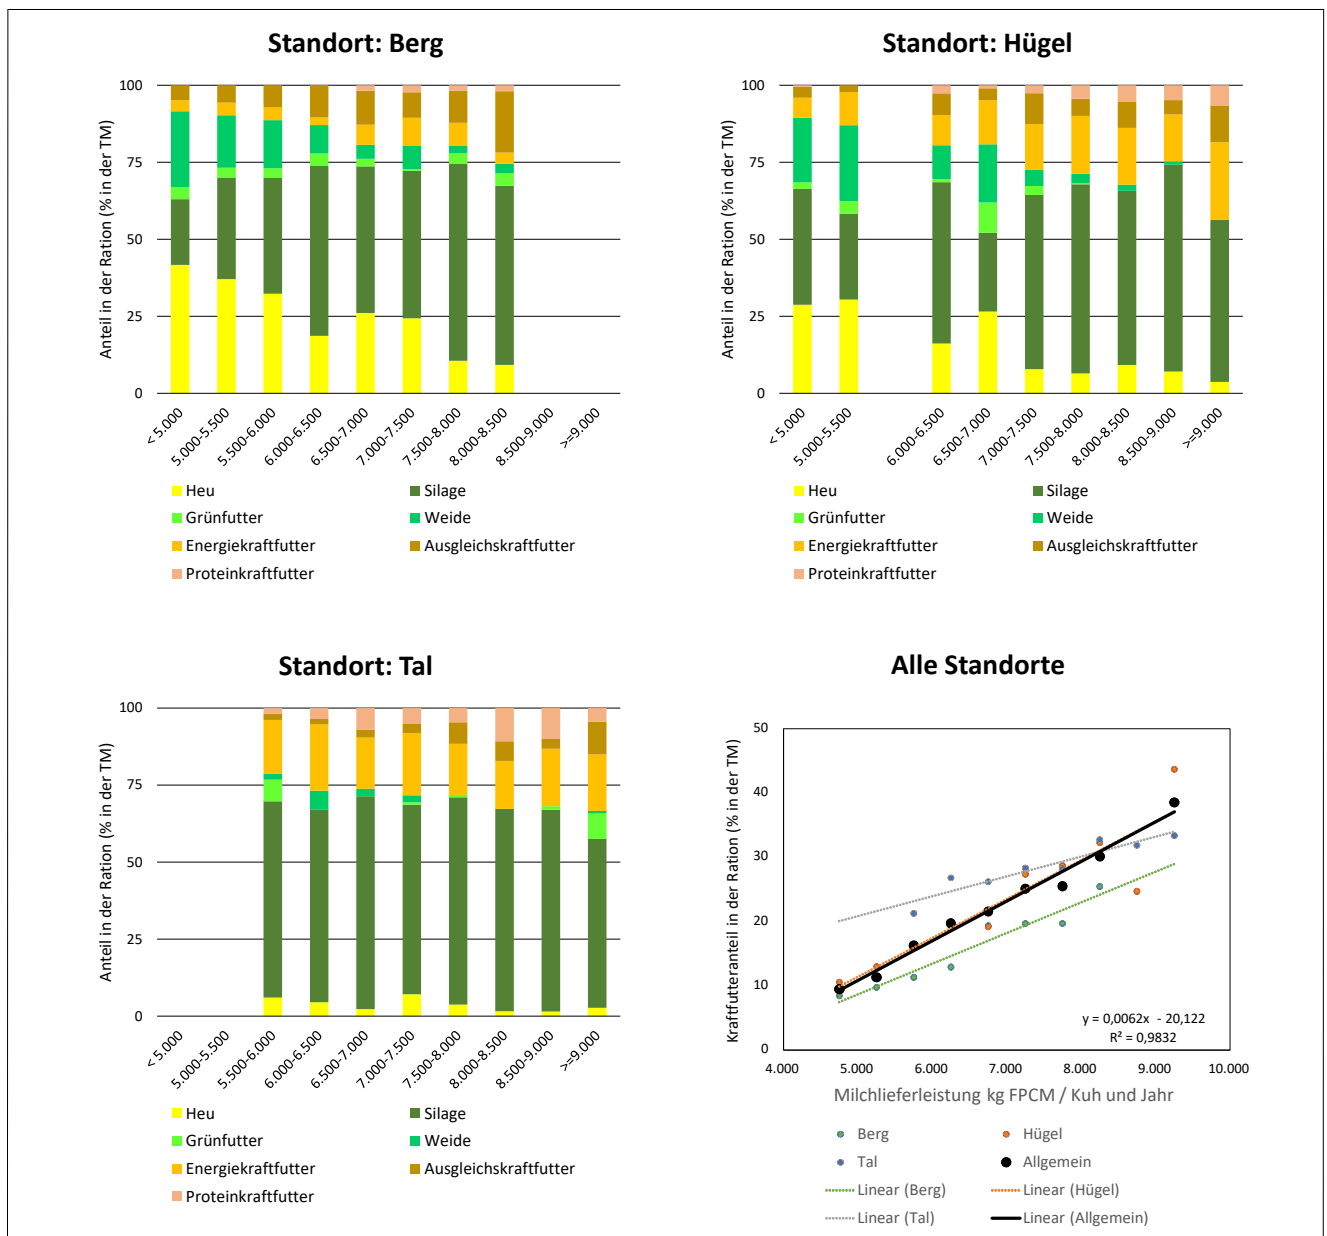 Standort: Berg
Anteil in der Ration (% in der TM)
100
75
50
25
0
< 5.000
5.000-5.500
5.500-6.000
6.000-6.500
6.500-7.000
7.000-7.500
7.500-8.000
8.000-8.500
8.500-9.000
>=9.000
Heu
Silage
Grünfutter
Weide
Energiekraftfutter
Ausgleichskraftfutter
Proteinkraftfutter
Standort: Hügel
Anteil in der Ration (% in der TM)
100
75
50
25
0
< 5.000
5.000-5.500
6.000-6.500
6.500-7.000
7.000-7.500
7.500-8.000
8.000-8.500
8.500-9.000
>=9.000
Heu
Silage
Grünfutter
Weide
Energiekraftfutter
Ausgleichskraftfutter
Proteinkraftfutter
Standort: Tal
Anteil in der Ration (% in der TM)
100
75
50
25
0
< 5.000
5.000-5.500
5.500-6.000
6.000-6.500
6.500-7.000
7.000-7.500
7.500-8.000
8.000-8.500
8.500-9.000
>=9.000
Heu
Silage
Grünfutter
Weide
Energiekraftfutter
Ausgleichskraftfutter
Proteinkraftfutter
Alle Standorte
Kraftfutteranteil in der Ration (% in der TM)
50
40
30
20
10
0
y = 0,0062x - 20,122
R² = 0,9832
4.000
5.000
6.000
7.000
8.000
9.000
10.000
Milchlieferleistung kg FPCM / Kuh und Jahr
Berg
Hügel
Tal
Allgemein
Linear (Berg)
Linear (Hügel)
Linear (Tal)
Linear (Allgemein)